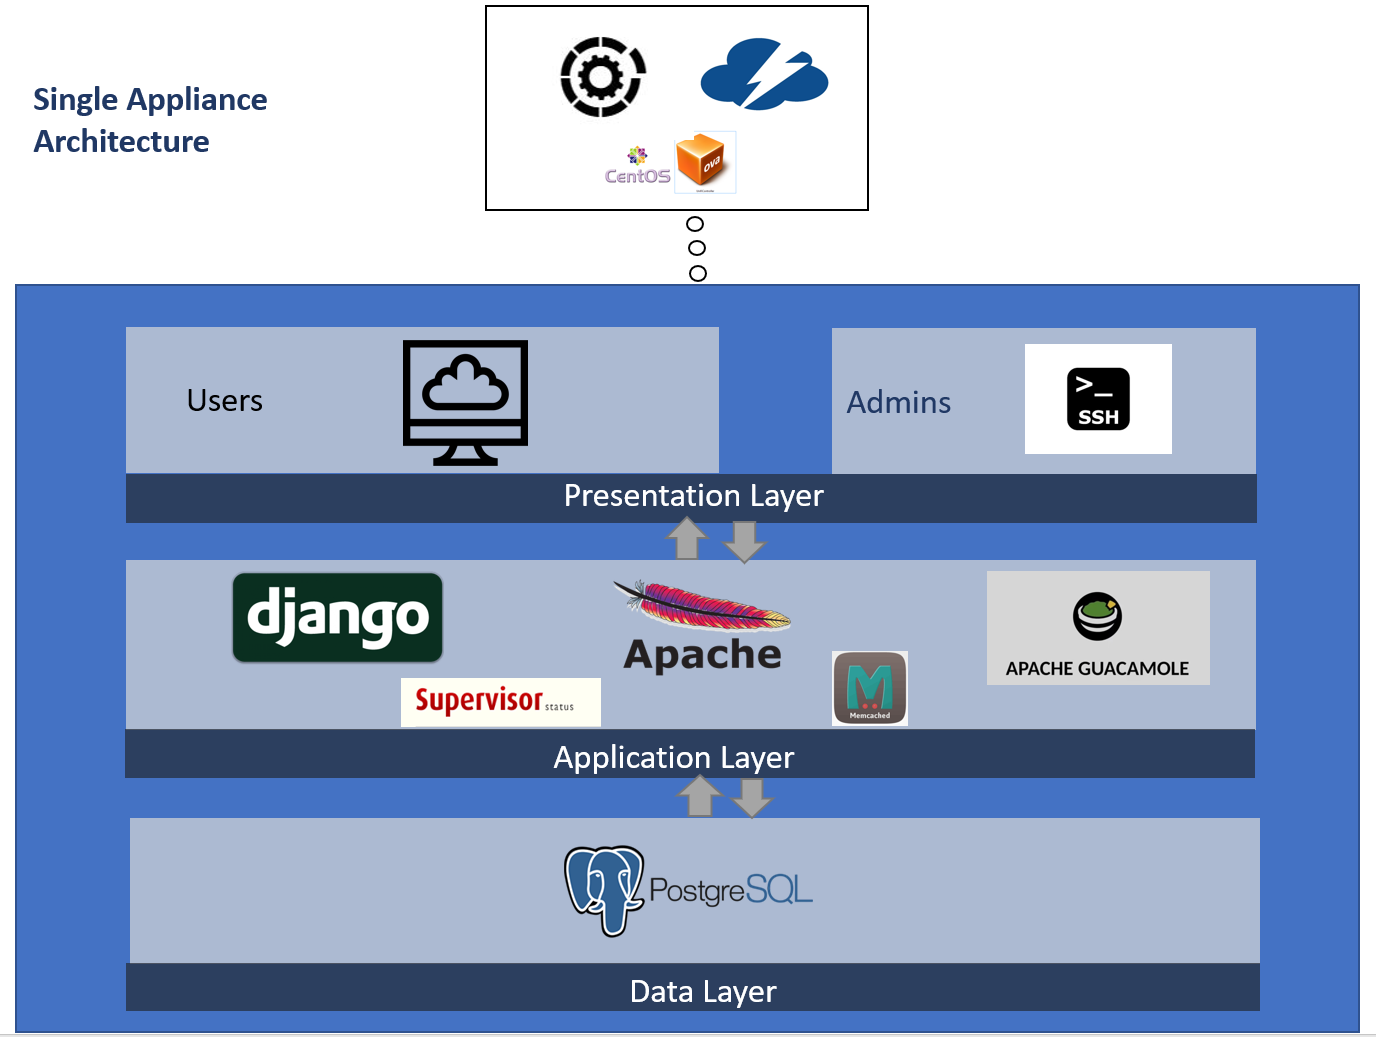 Single Appliance
Architecture
CentOS
ova
Users
Admins
>_
SSH
Presentation Layer
django
Apache
APACHE GUACAMOLE
Supervisor status
M
Memcached
Application Layer
PostgreSQL
Data Layer